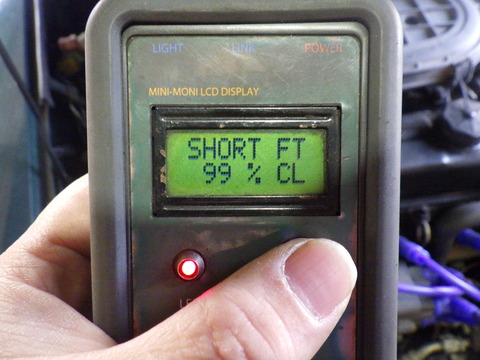 LIGHT LINK POWER
MINI-MONI LCD DISPLAY
SHORT FT
99 % CL